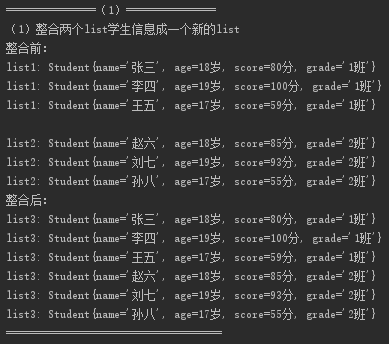 ===============（1）===============
（1）整合两个list学生信息成一个新的list
整合前:
list1: Student{name='张三', age=18岁, score=80分, grade='1班'}
list1: Student{name='李四', age=19岁, score=100分, grade='1班'}
list1: Student{name='王五', age=17岁, score=59分, grade='1班'}
list2: Student{name='赵六', age=18岁, score=85分, grade='2班'}
list2: Student{name='刘七', age=19岁, score=93分, grade='2班'}
list2: Student{name='孙八', age=17岁, score=55分, grade='2班'}
整合后:
list3: Student{name='张三', age=18岁, score=80分, grade='1班'}
list3: Student{name='李四', age=19岁, score=100分, grade='1班'}
list3: Student{name='王五', age=17岁, score=59分, grade='1班'}
list3: Student{name='赵六', age=18岁, score=85分, grade='2班'}
list3: Student{name='刘七', age=19岁, score=93分, grade='2班'}
list3: Student{name='孙八', age=17岁, score=55分, grade='2班'}
====================================